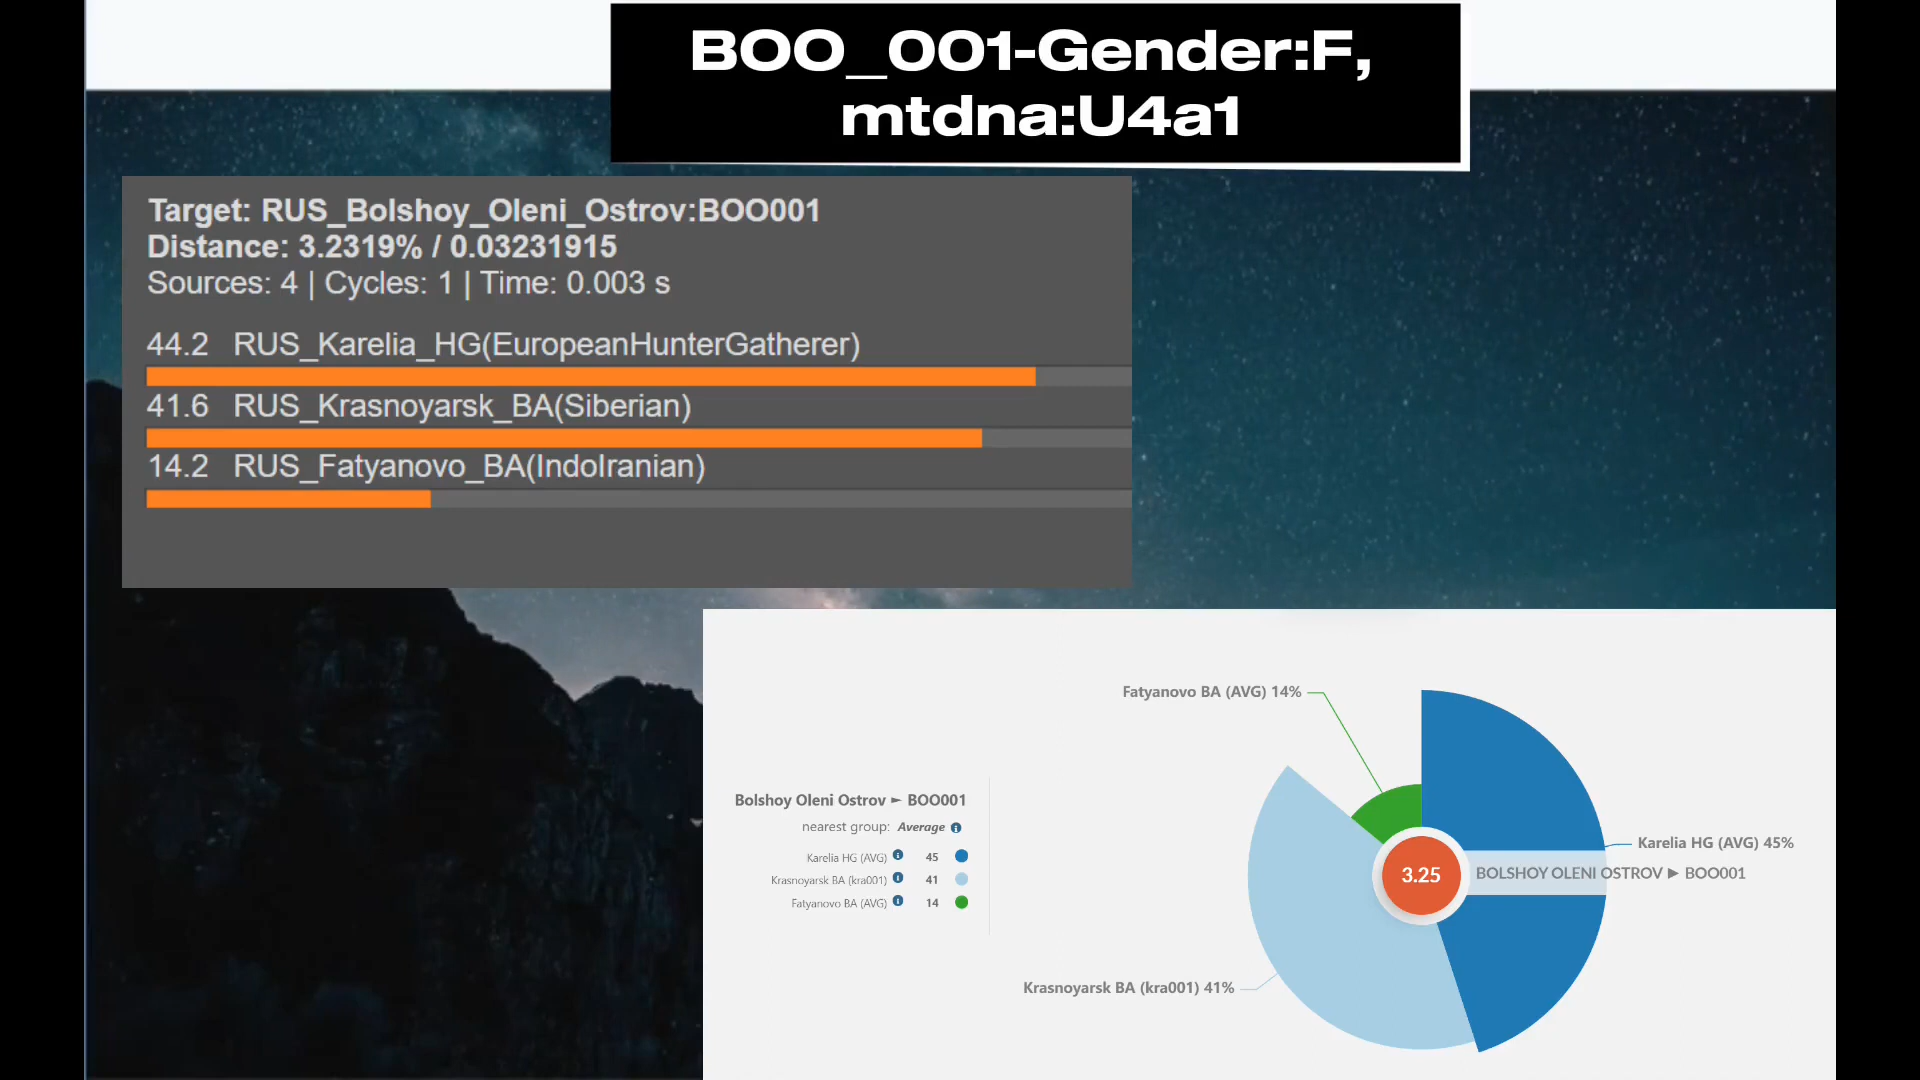 BOO_001-Gender:F,
mtdna:U4a1
Target: RUS_Bolshoy_Oleni_Ostrov:BOO001
Distance: 3.2319% / 0.03231915
Sources: 4 | Cycles: 1 | Time: 0.003 s
44.2 RUS_Karelia_HG(EuropeanHunterGatherer)
41.6 RUS_Krasnoyarsk_BA(Siberian)
14.2 RUS_Fatyanovo_BA(IndoIranian)
Bolshoy Oleni Ostrov ► BOO001
nearest group: Average i
Karelia HG (AVG) i 45
Krasnoyarsk BA (kra001) i 41
Fatyanovo BA (AVG) i 14
Fatyanovo BA (AVG) 14%
Karelia HG (AVG) 45%
3.25 BOLSHOY OLENI OSTROV ► BOO001
Krasnoyarsk BA (kra001) 41%